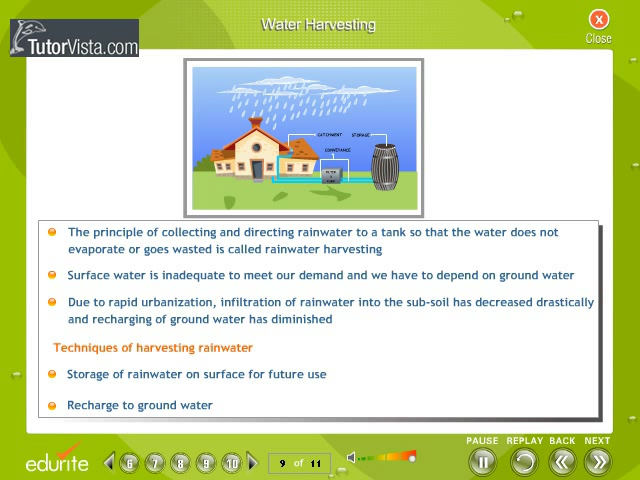 Water Harvesting
X
Close
TutorVista.com
CATCHMENT
STORAGE
CONVEYANCE
The principle of collecting and directing rainwater to a tank so that the water does not
evaporate or goes wasted is called rainwater harvesting
Surface water is inadequate to meet our demand and we have to depend on ground water
Due to rapid urbanization, infiltration of rainwater into the sub-soil has decreased drastically
and recharging of ground water has diminished
Techniques of harvesting rainwater
Storage of rainwater on surface for future use
Recharge to ground water
PAUSE REPLAY BACK NEXT
edurite
6 7 8 9 10
9 of 11